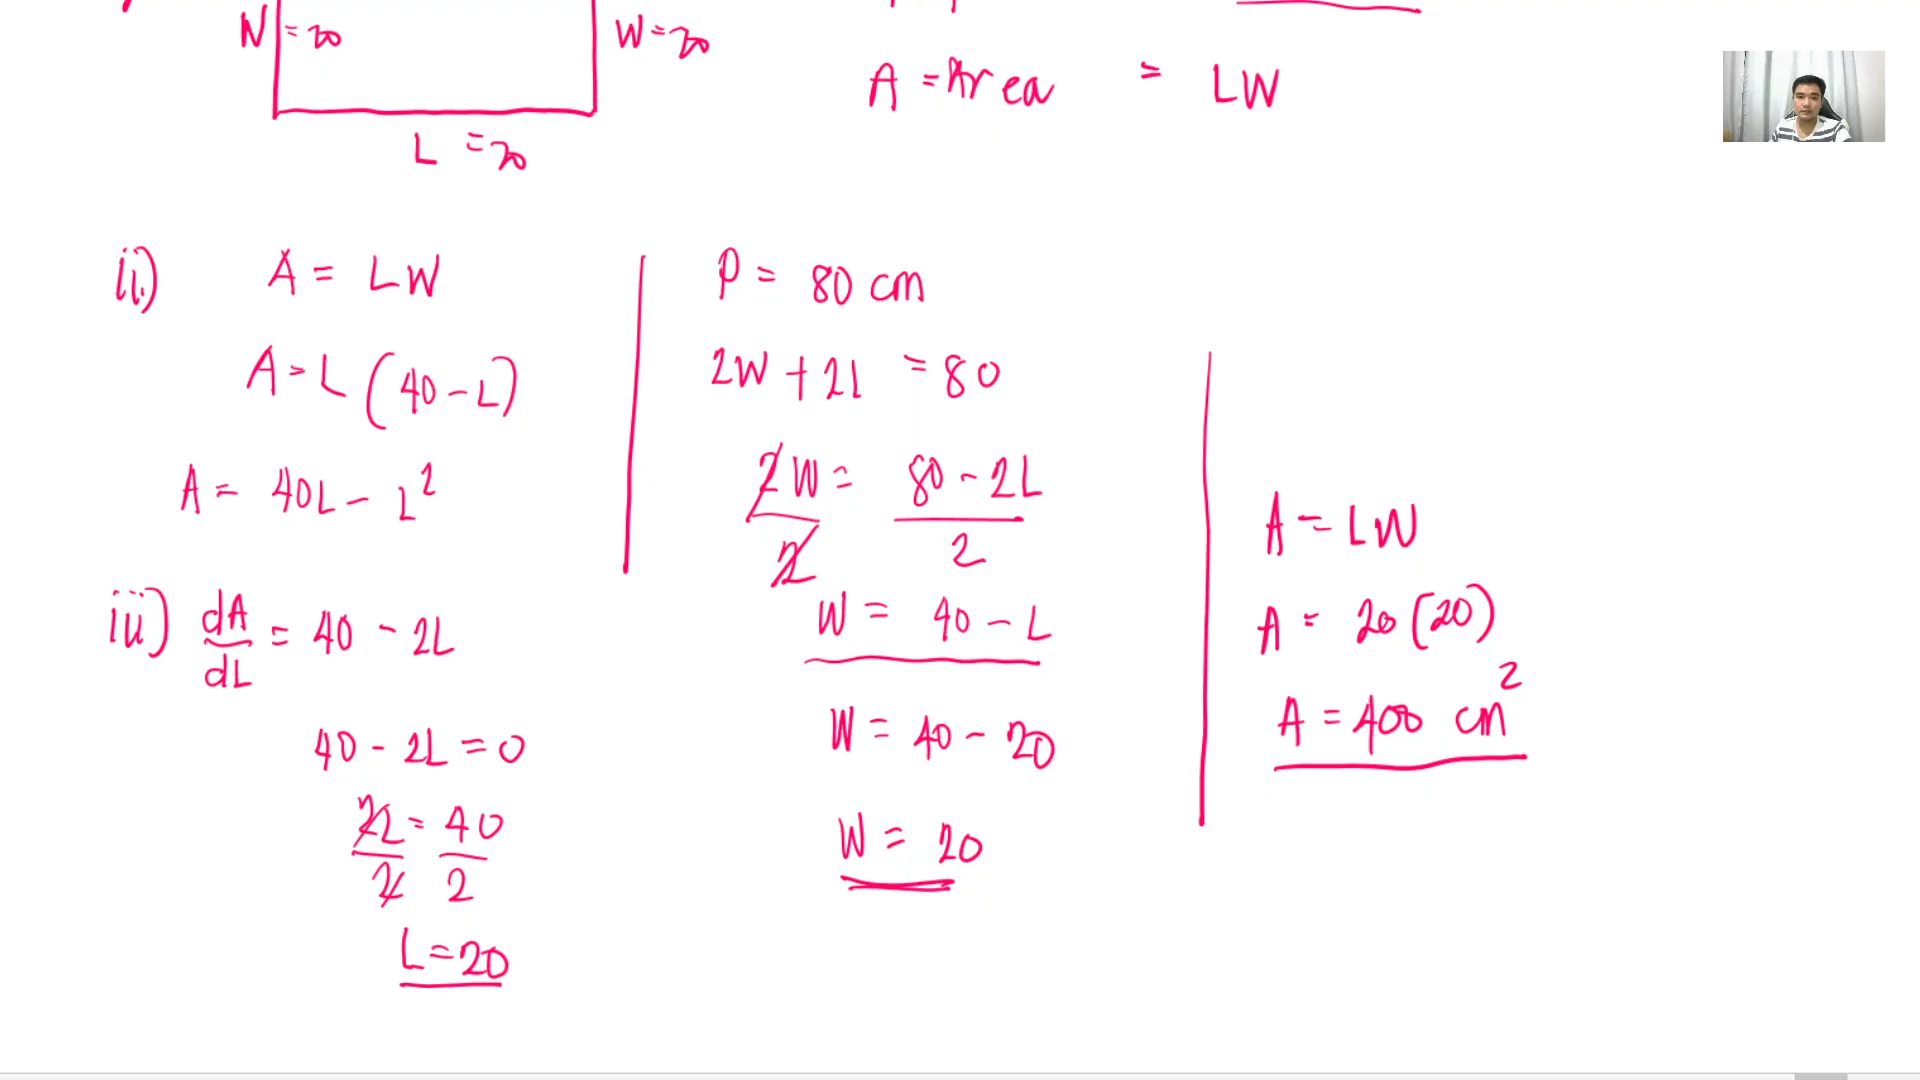 W = 20
W = 20
L = 20
A = Area = LW
ii.) A = LW
A = L (40 - L)
A = 40L - L²
iii) dA/dL = 40 - 2L
40 - 2L = 0
2L/2 = 40/2
L = 20
P = 80 cm
2W + 2L = 80
2W/2 = (80 - 2L)/2
W = 40 - L
W = 40 - 20
W = 20
A = LW
A = 20 (20)
A = 400 cm²